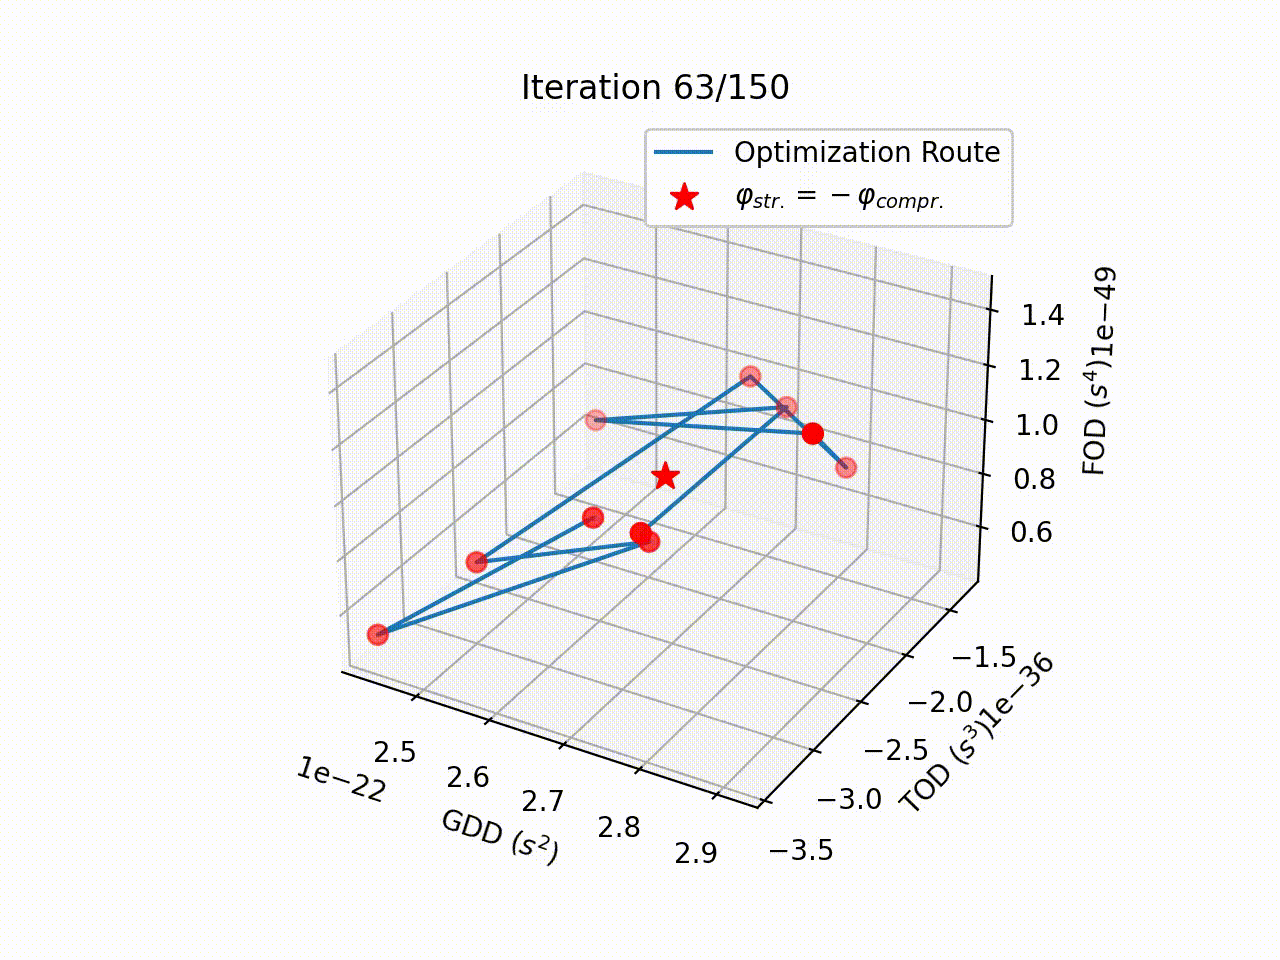 Iteration 63/150
Optimization Route
φstr. = −φcompr.
1.4
1.2
1.0
0.8
0.6
FOD (s⁴)1e−49
−1.5
−2.0
−2.5
−3.0
−3.5
TOD (s³)1e−36
2.5
2.6
2.7
2.8
2.9
1e−22
GDD (s²)